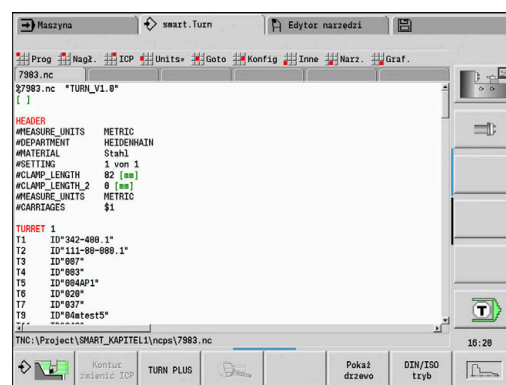 Maszyna
smart.Turn
Edytor narzędzi
Prog Nagł. ICP Units» Goto Konfig Inne Narz. Graf.
7983.nc
%7983.nc "TURN_V1.0"
[ ]
HEADER
#MEASURE_UNITS METRIC
#DEPARTMENT HEIDENHAIN
#MATERIAL Stahl
#SETTING 1 von 1
#CLAMP_LENGTH 82 [mm]
#CLAMP_LENGTH_2 0 [mm]
#MEASURE_UNITS METRIC
#CARRIAGES $1
TURRET 1
T1 ID"342-400.1"
T2 ID"111-80-080.1"
T3 ID"007"
T4 ID"003"
T5 ID"004AP1"
T6 ID"020"
T7 ID"037"
T9 ID"04mtest5"
TNC:\Project\SMART_KAPITEL1\ncps\7983.nc
T
16:28
Kontur zmienić ICP
TURN PLUS
Pokaż drzewo
DIN/ISO tryb